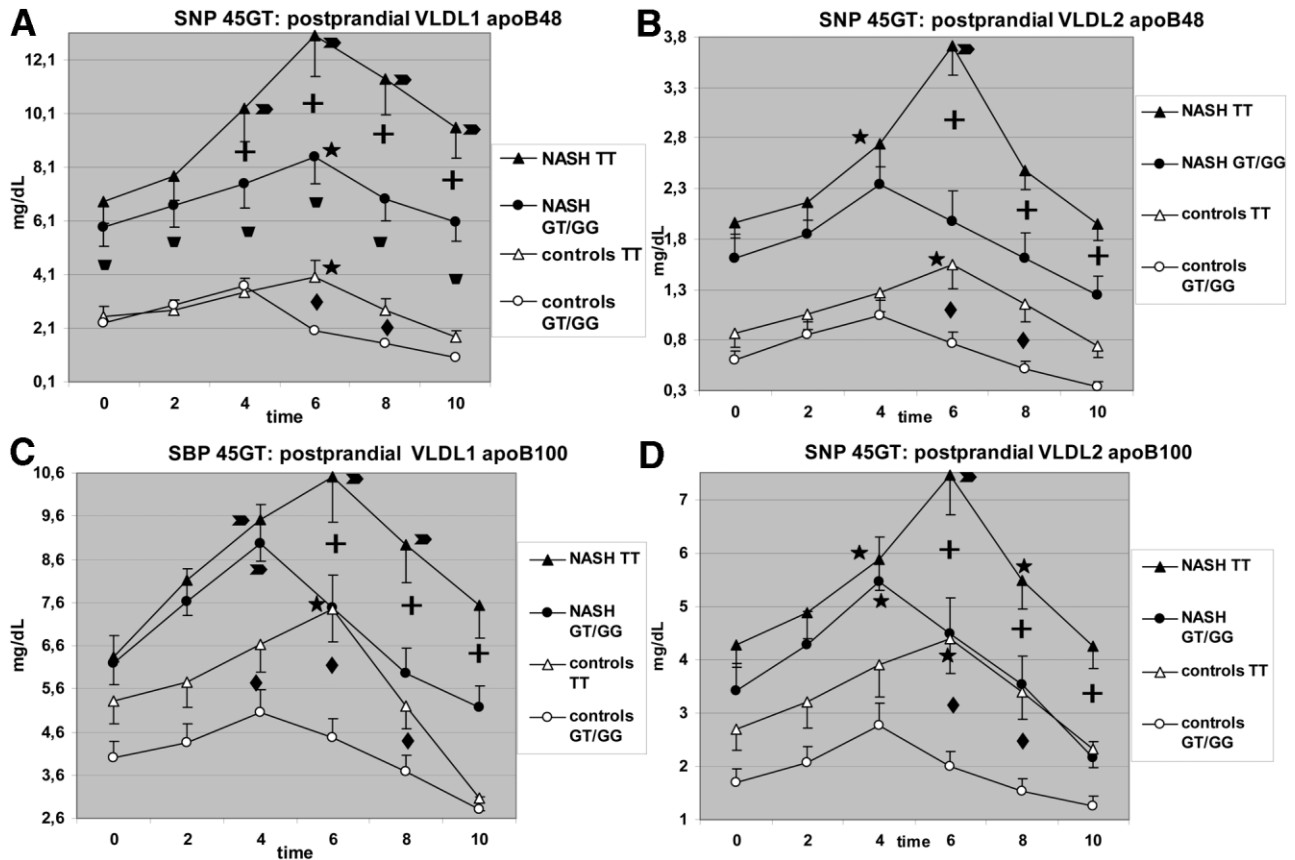 A
SNP 45GT: postprandial VLDL1 apoB48
12,1
10,1
8,1
6,1
4,1
2,1
0,1
mg/dL
0 2 4 6 8 10
time
NASH TT
NASH
GT/GG
controls TT
controls
GT/GG
B
SNP 45GT: postprandial VLDL2 apoB48
3,8
3,3
2,8
2,3
1,8
1,3
0,8
0,3
mg/dL
0 2 4 6 8 10
time
NASH TT
NASH GT/GG
controls TT
controls
GT/GG
C
SBP 45GT: postprandial VLDL1 apoB100
10,6
9,6
8,6
7,6
6,6
5,6
4,6
3,6
2,6
mg/dL
0 2 4 6 8 10
time
NASH TT
NASH
GT/GG
controls
TT
controls
GT/GG
D
SNP 45GT: postprandial VLDL2 apoB100
7
6
5
4
3
2
1
mg/dL
0 2 4 6 8 10
time
NASH TT
NASH
GT/GG
controls TT
controls
GT/GG